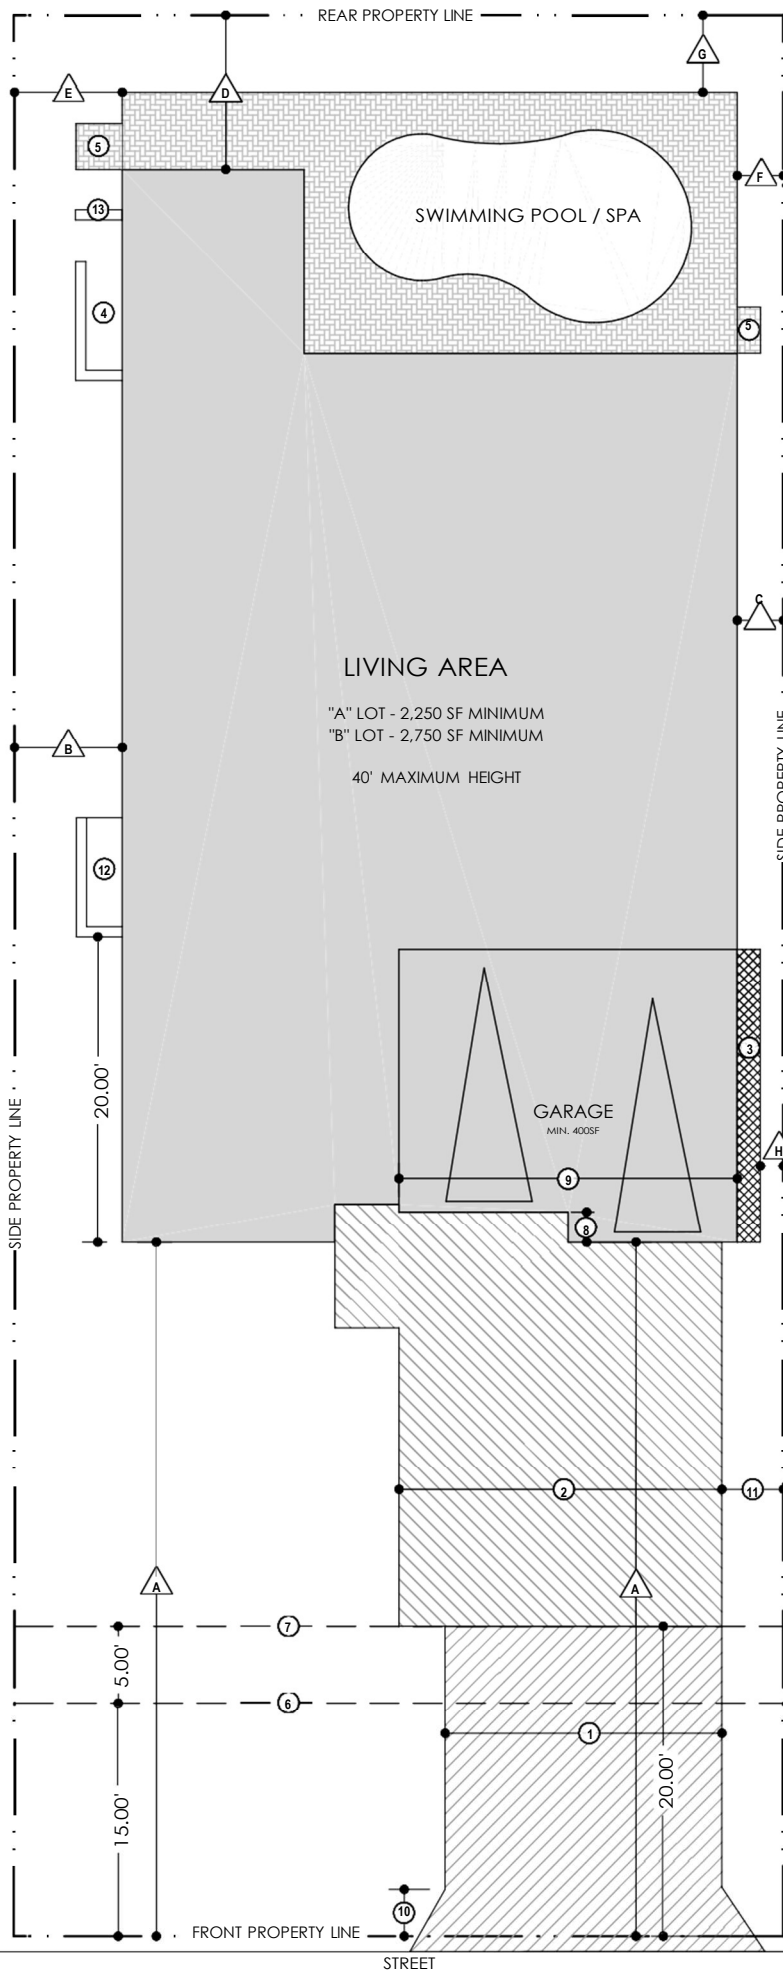 REAR PROPERTY LINE
G
E
D
5
F
13
SWIMMING POOL / SPA
4
5
C
LIVING AREA
"A" LOT - 2,250 SF MINIMUM
"B" LOT - 2,750 SF MINIMUM
SIDE PROPERTY LINE
B
40' MAXIMUM HEIGHT
12
3
20.00'
GARAGE
MIN. 400SF
H
SIDE PROPERTY LINE
9
8
2
11
A
A
7
5.00'
6
1
20.00'
15.00'
10
FRONT PROPERTY LINE
STREET